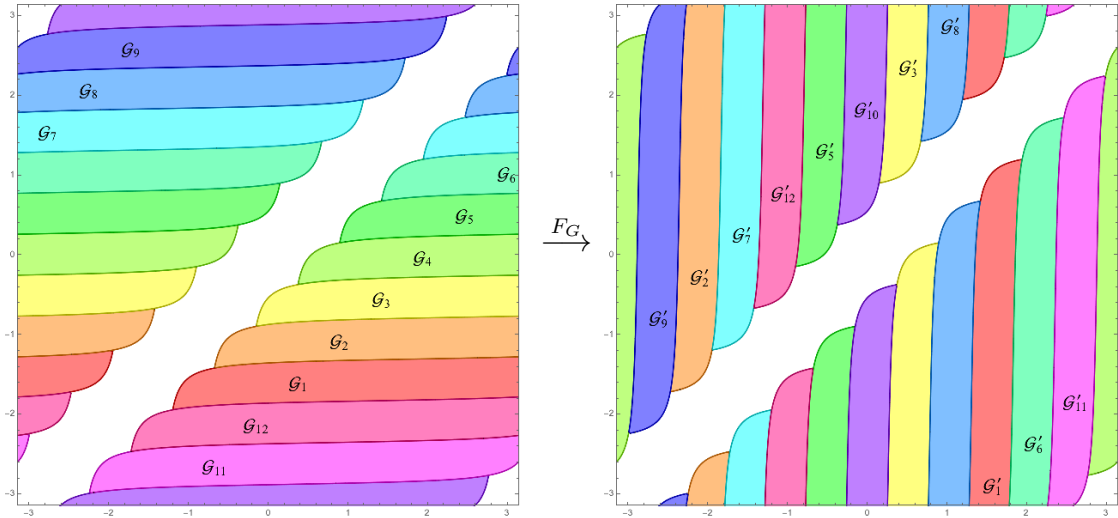 𝒢₉
𝒢₈
𝒢₇
𝒢₆
𝒢₅
𝒢₄
𝒢₃
𝒢₂
𝒢₁
𝒢₁₂
𝒢₁₁
3
2
1
0
−1
−2
−3
−3 −2 −1 0 1 2 3
F_G
𝒢′₈
𝒢′₃
𝒢′₁₀
𝒢′₅
𝒢′₁₂
𝒢′₇
𝒢′₂
𝒢′₉
𝒢′₁₁
𝒢′₆
𝒢′₁
3
2
1
0
−1
−2
−3
−3 −2 −1 0 1 2 3